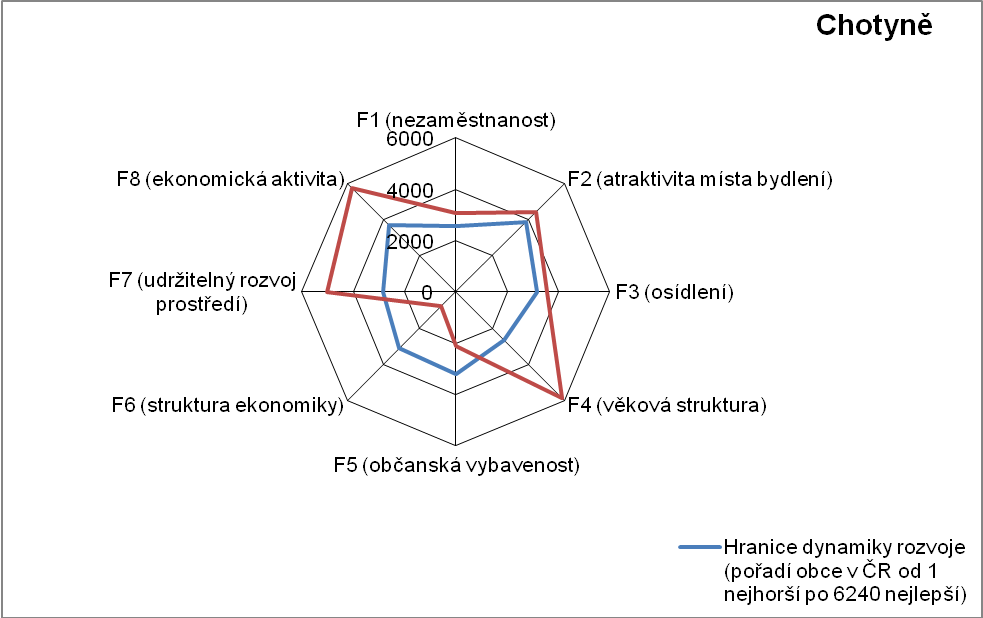 Chotyně
F1 (nezaměstnanost)
6000
F8 (ekonomická aktivita)
4000
F2 (atraktivita místa bydlení)
2000
F7 (udržitelný rozvoj
prostředí)
0
F3 (osídlení)
F6 (struktura ekonomiky)
F4 (věková struktura)
F5 (občanská vybavenost)
Hranice dynamiky rozvoje
(pořadí obce v ČR od 1
nejhorší po 6240 nejlepší)